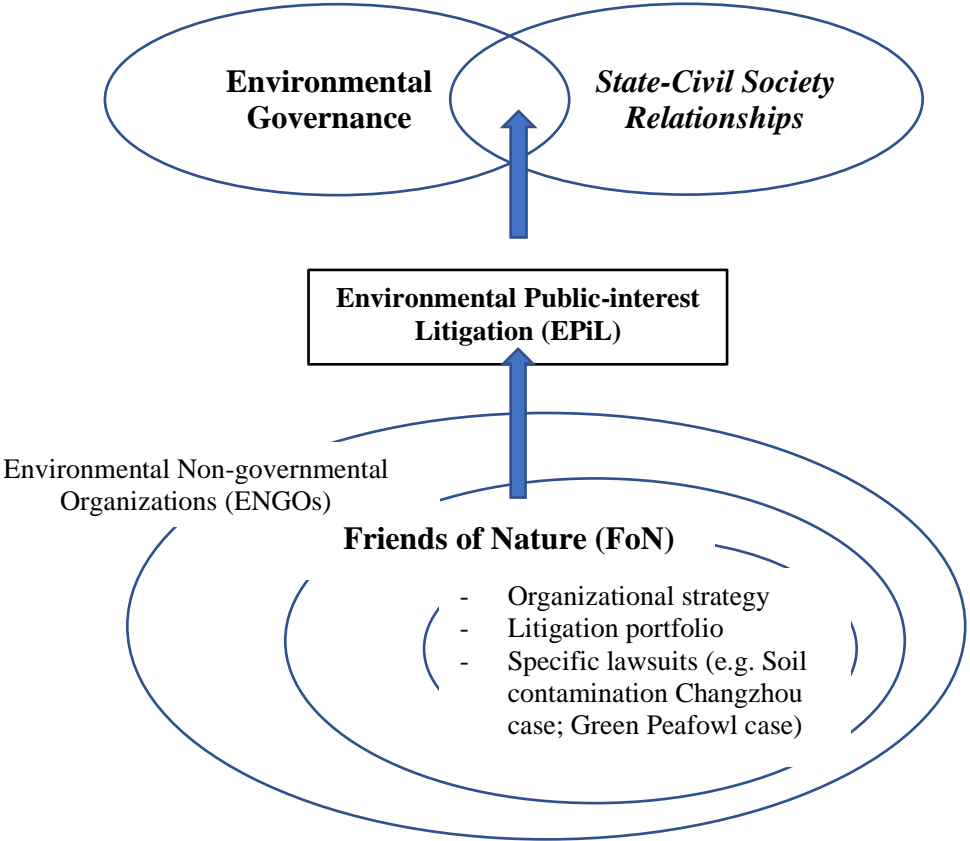 Environmental
Governance
State-Civil Society
Relationships
Environmental Public-interest
Litigation (EPiL)
Environmental Non-governmental
Organizations (ENGOs)
Friends of Nature (FoN)
- Organizational strategy
- Litigation portfolio
- Specific lawsuits (e.g. Soil
contamination Changzhou
case; Green Peafowl case)